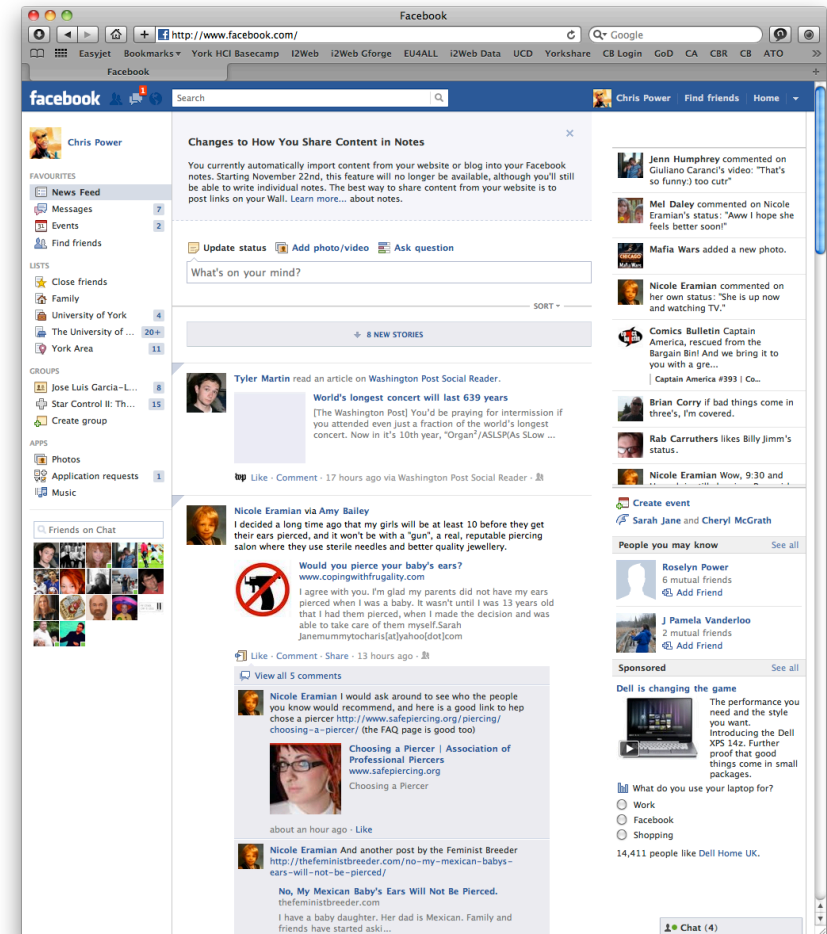 Facebook
http://www.facebook.com/
Google
Easyjet Bookmarks York HCI Basecamp I2Web i2Web Gforge EU4ALL i2Web Data UCD Yorkshare CB Login GoD CA CBR CB ATO
Facebook
facebook
1
Search
Chris Power Find friends Home
Chris Power
FAVOURITES
News Feed
Messages 7
Events 2
Find friends
LISTS
Close friends
Family
University of York 4
The University of ... 20+
York Area 11
GROUPS
Jose Luis Garcia-L... 8
Star Control II: Th... 15
Create group
APPS
Photos
Application requests 1
Music
Friends on Chat
Changes to How You Share Content in Notes
You currently automatically import content from your website or blog into your Facebook
notes. Starting November 22nd, this feature will no longer be available, although you'll still
be able to write individual notes. The best way to share content from your website is to
post links on your Wall. Learn more... about notes.
Update status Add photo/video Ask question
What's on your mind?
SORT
8 NEW STORIES
Tyler Martin read an article on Washington Post Social Reader.
World's longest concert will last 639 years
[The Washington Post] You'd be praying for intermission if
you attended even just a fraction of the world's longest
concert. Now in it's 10th year, "Organ²/ASLSP(As SLow ...
wp Like · Comment · 17 hours ago via Washington Post Social Reader ·
Nicole Eramian via Amy Bailey
I decided a long time ago that my girls will be at least 10 before they get
their ears pierced, and it won't be with a "gun", a real, reputable piercing
salon where they use sterile needles and better quality jewellery.
Would you pierce your baby's ears?
www.copingwithfrugality.com
I agree with you. I'm glad my parents did not have my ears
pierced when I was a baby. It wasn't until I was 13 years old
that I had them pierced, when I made the decision and was
able to take care of them myself.Sarah
Janemummytocharis[at]yahoo[dot]com
Like · Comment · Share · 13 hours ago ·
View all 5 comments
Nicole Eramian I would ask around to see who the people
you know would recommend, and here is a good link to hep
chose a piercer http://www.safepiercing.org/piercing/
choosing-a-piercer/ (the FAQ page is good too)
Choosing a Piercer | Association of
Professional Piercers
www.safepiercing.org
Choosing a Piercer
about an hour ago · Like
Nicole Eramian And another post by the Feminist Breeder
http://thefeministbreeder.com/no-my-mexican-babys-
ears-will-not-be-pierced/
No, My Mexican Baby's Ears Will Not Be Pierced.
thefeministbreeder.com
I have a baby daughter. Her dad is Mexican. Family and
friends have started aski...
Jenn Humphrey commented on
Giuliano Caranci's video: "That's
so funny:) too cutr"
Mel Daley commented on Nicole
Eramian's status: "Aww I hope she
feels better soon!"
Mafia Wars added a new photo.
CHICAGO
Mafia Wars
Nicole Eramian commented on
her own status: "She is up now
and watching TV."
Comics Bulletin Captain
America, rescued from the
Bargain Bin! And we bring it to
you with a gre...
Captain America #393 | Co...
Brian Corry if bad things come in
three's, I'm covered.
Rab Carruthers likes Billy Jimm's
status.
Nicole Eramian Wow, 9:30 and
Create event
Sarah Jane and Cheryl McGrath
People you may know See all
Roselyn Power
6 mutual friends
Add Friend
J Pamela Vanderloo
2 mutual friends
Add Friend
Sponsored See all
Dell is changing the game
The performance you
need and the style
you want.
Introducing the Dell
XPS 14z. Further
proof that good
things come in small
packages.
What do you use your laptop for?
Work
Facebook
Shopping
14,411 people like Dell Home UK.
Chat (4)